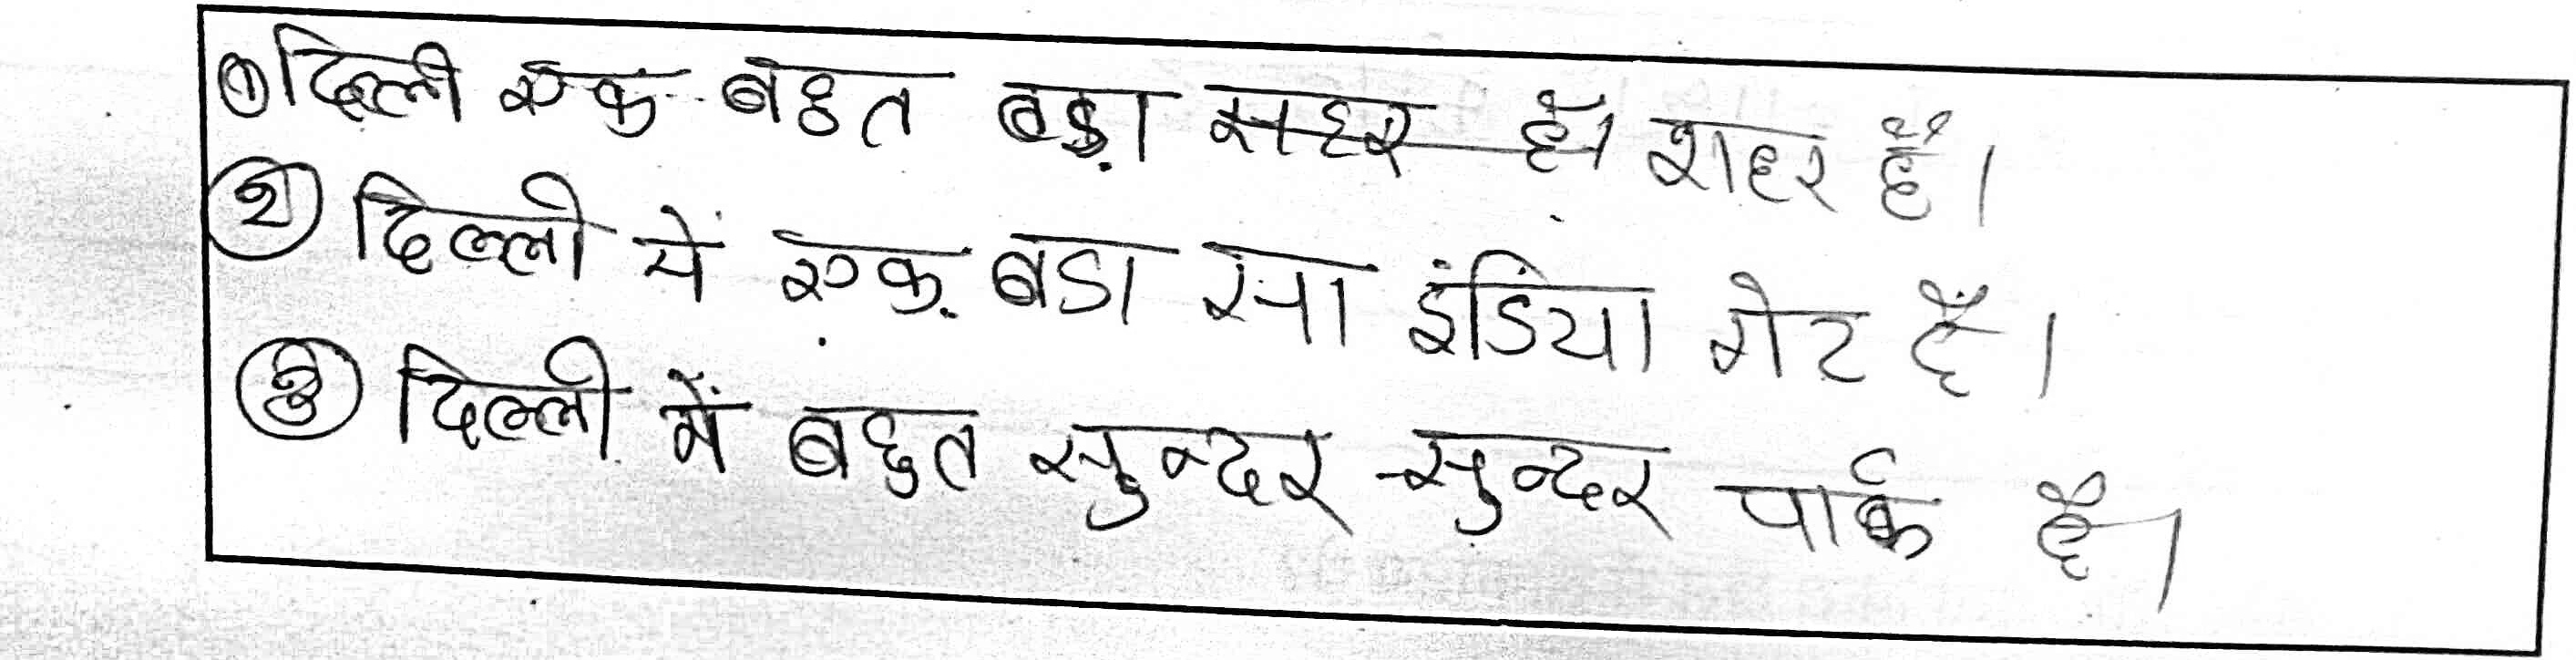 ① दिल्ली एक बहुत बड़ा सहर है। शहर है।
② दिल्ली में एक बडा सा इंडिया गेट है।
③ दिल्ली में बहुत सुन्दर सुन्दर पार्क है।